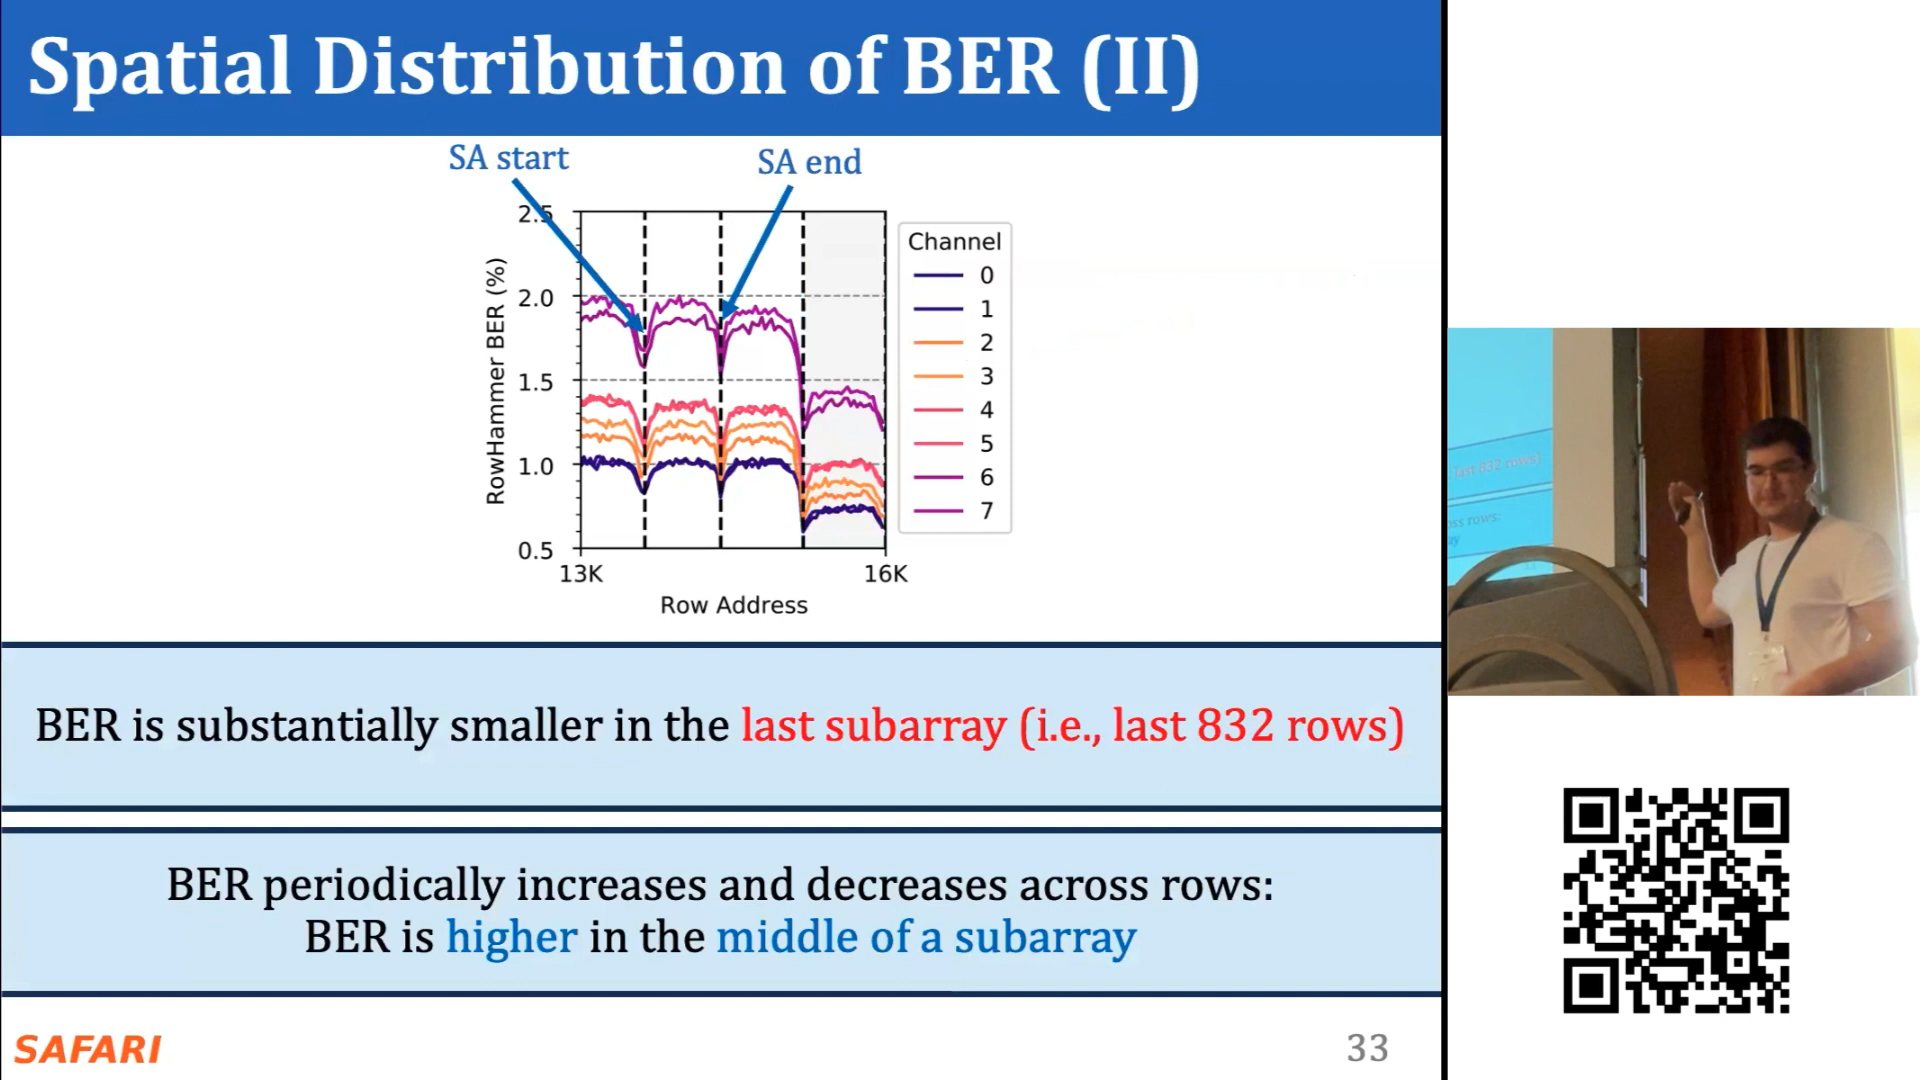 Spatial Distribution of BER (II)
SA start
SA end
2.5
2.0
1.5
1.0
0.5
RowHammer BER (%)
13K
16K
Row Address
Channel
0
1
2
3
4
5
6
7
BER is substantially smaller in the last subarray (i.e., last 832 rows)
BER periodically increases and decreases across rows:
BER is higher in the middle of a subarray
SAFARI
33
last 832 rows)